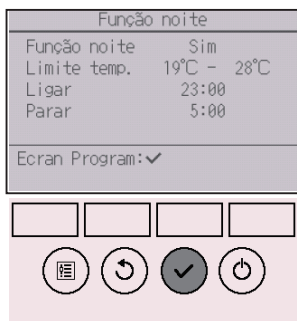 Função noite
Função noite Sim
Limite temp. 19°C - 28°C
Ligar 23:00
Parar 5:00
Ecran Program:✓